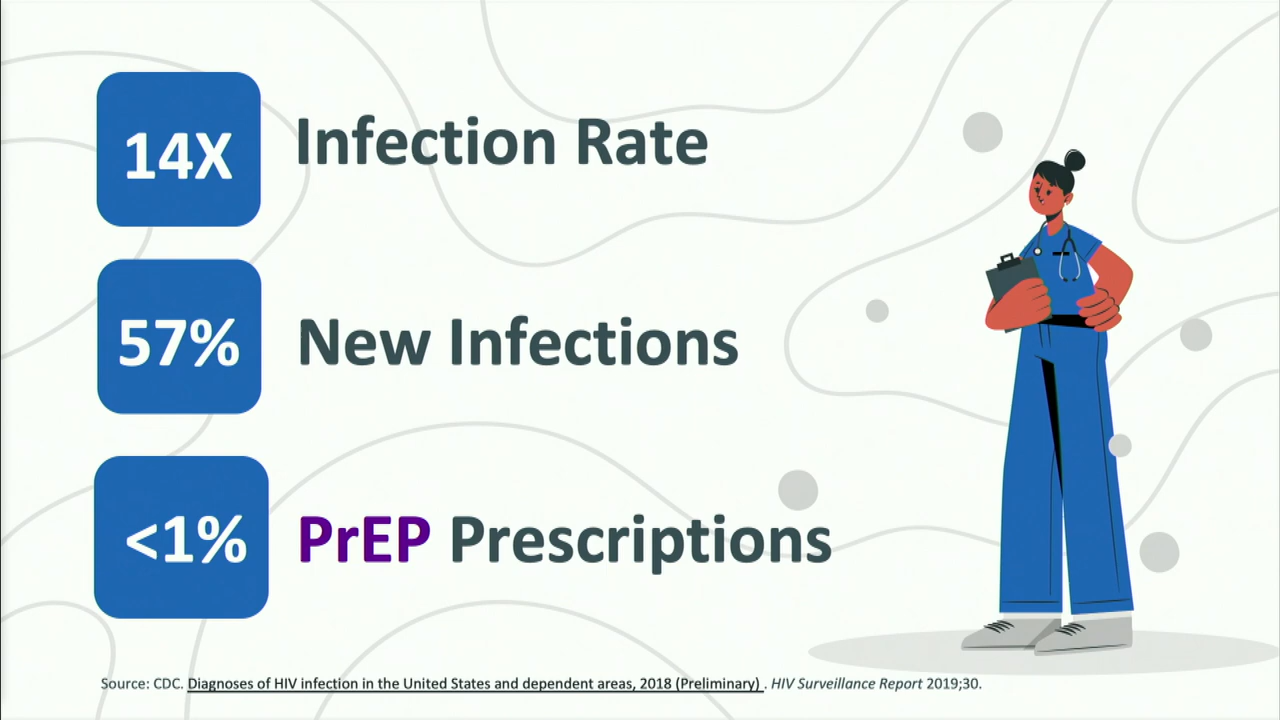 14X Infection Rate
57% New Infections
<1% PrEP Prescriptions
Source: CDC. Diagnoses of HIV infection in the United States and dependent areas, 2018 (Preliminary) . HIV Surveillance Report 2019;30.